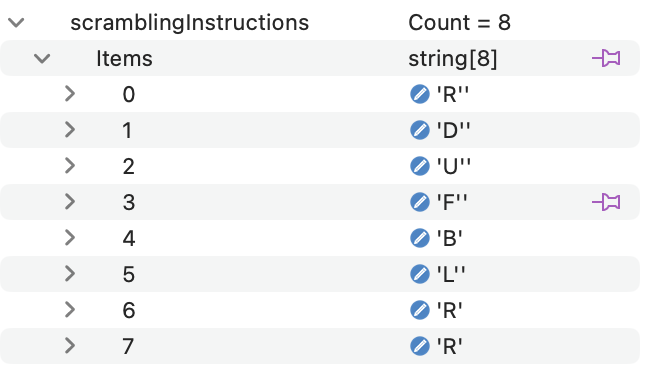 scramblingInstructions Count = 8
Items string[8]
0 'R''
1 'D''
2 'U''
3 'F''
4 'B'
5 'L''
6 'R'
7 'R'